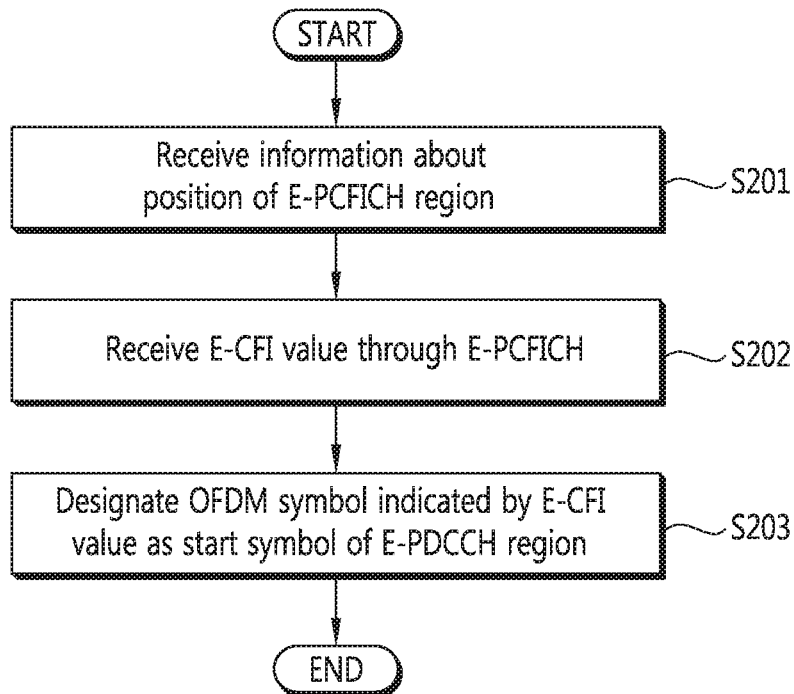 START
Receive information about
position of E-PCFICH region
S201
Receive E-CFI value through E-PCFICH
S202
Designate OFDM symbol indicated by E-CFI
value as start symbol of E-PDCCH region
S203
END